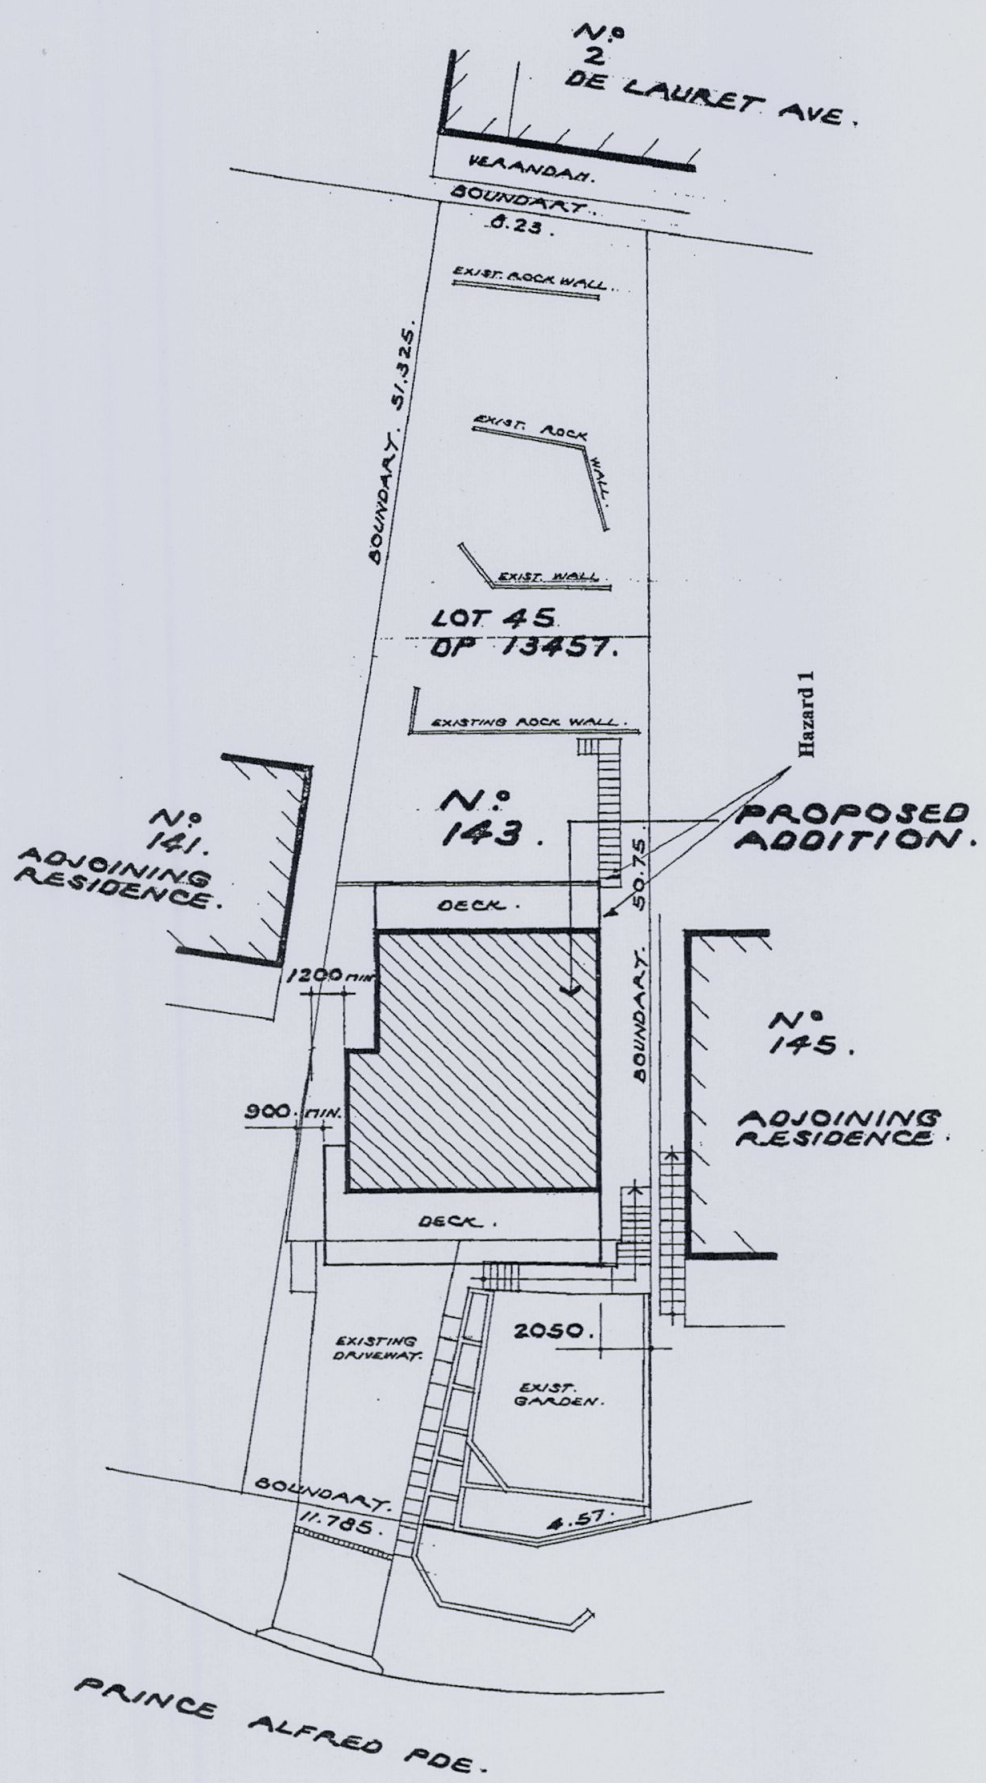 Nº
2
DE LAURET AVE.
VERANDAH.
BOUNDARY.
8.23.
EXIST. ROCK WALL.
BOUNDARY. 51.325.
EXIST. ROCK
WALL.
EXIST. WALL
LOT 45
DP 13457.
EXISTING ROCK WALL.
Hazard 1
Nº
143.
PROPOSED
ADDITION.
Nº
141.
ADJOINING
RESIDENCE.
DECK.
BOUNDARY. 50.75.
1200 MIN
Nº
145.
ADJOINING
RESIDENCE.
900. MIN.
DECK.
2050.
EXISTING
DRIVEWAY.
EXIST.
GARDEN.
BOUNDARY.
11.785.
4.57.
PRINCE ALFRED PDE.